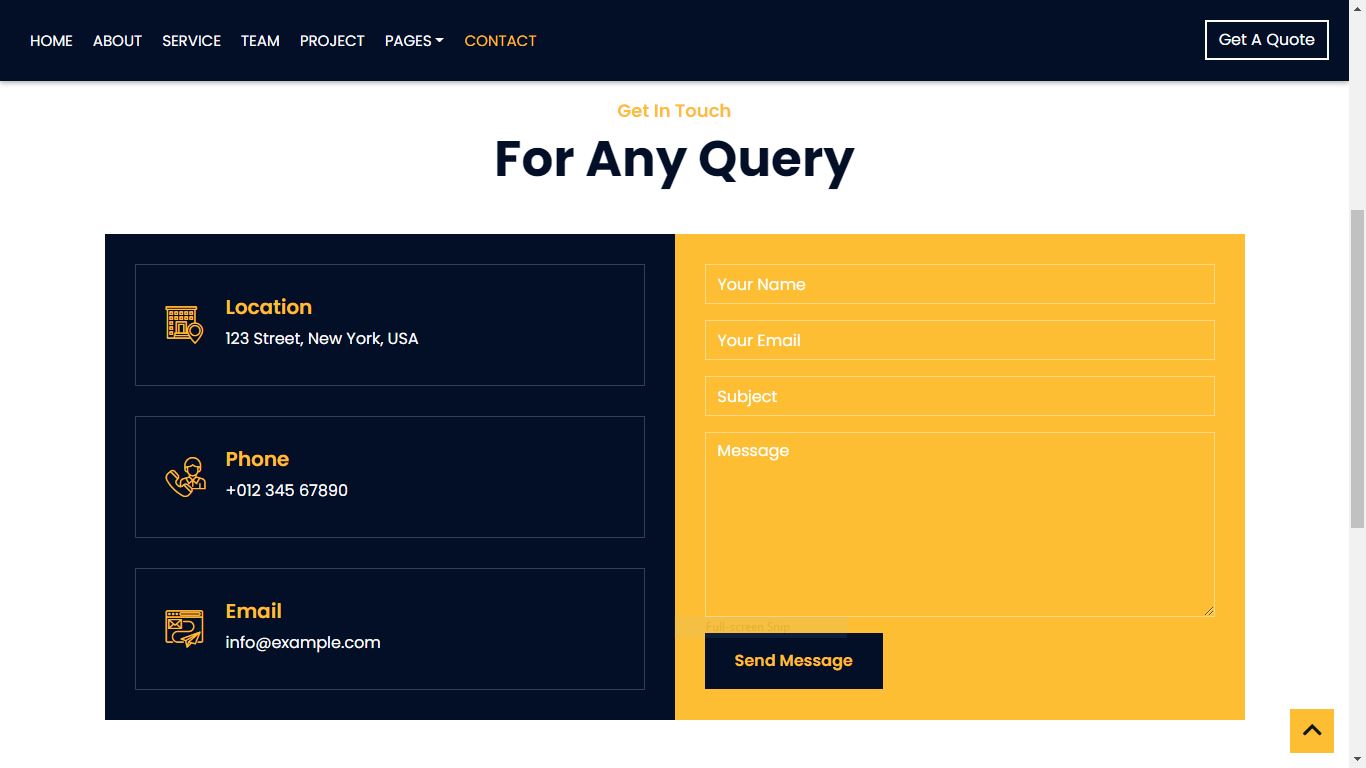 HOME ABOUT SERVICE TEAM PROJECT PAGES CONTACT Get A Quote
Get In Touch
For Any Query
Location
123 Street, New York, USA
Phone
+012 345 67890
Email
info@example.com
Your Name
Your Email
Subject
Message
Full-screen Snip
Send Message